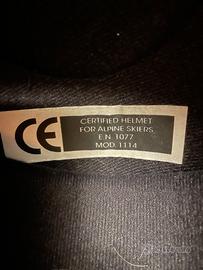 CE
CERTIFIED HELMET
FOR ALPINE SKIERS
E.N. 1077
MOD. 1114